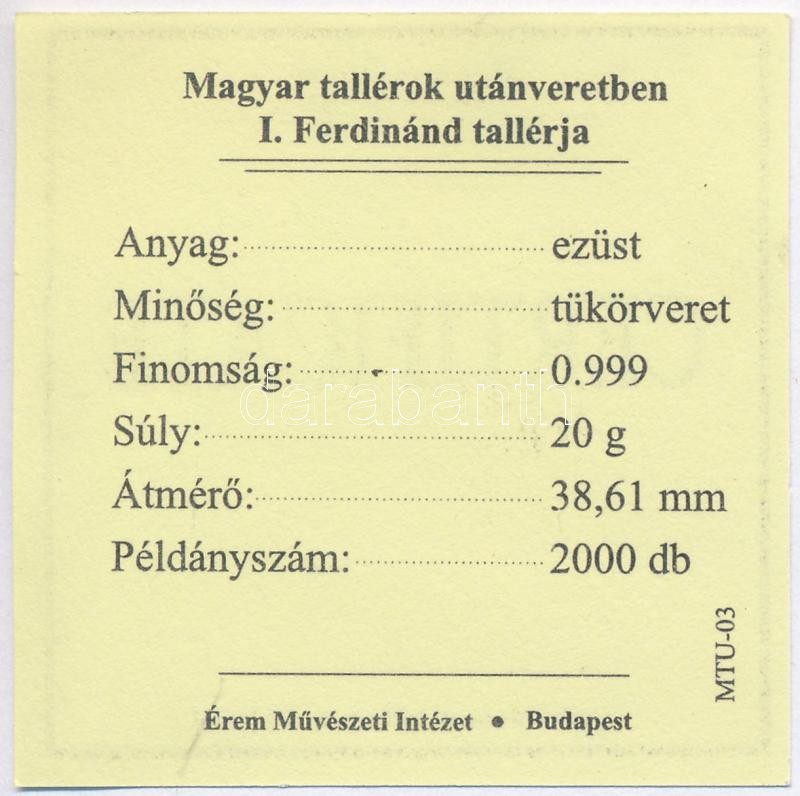 Magyar tallérok utánveretben
I. Ferdinánd tallérja
Anyag: ezüst
Minőség: tükörveret
Finomság: 0.999
Súly: 20 g
Átmérő: 38,61 mm
Példányszám: 2000 db
MTU-03
Érem Művészeti Intézet • Budapest
darabanth